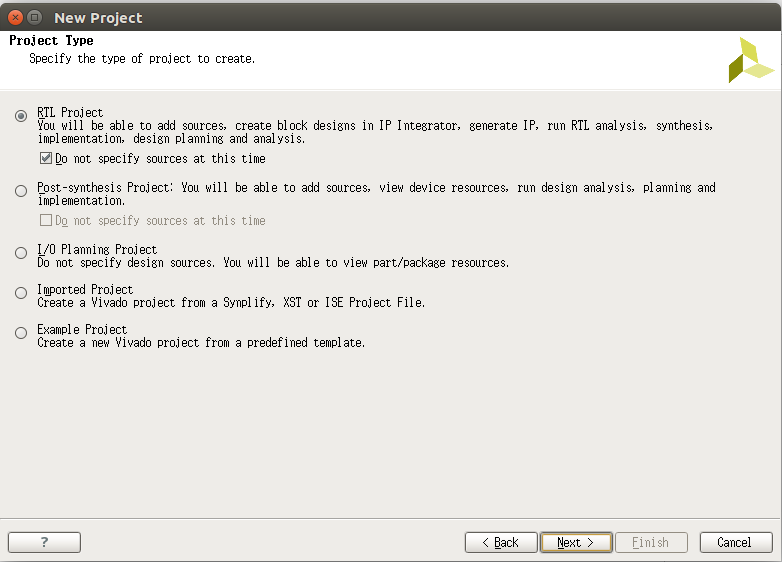 New Project
Project Type
Specify the type of project to create.
RTL Project
You will be able to add sources, create block designs in IP Integrator, generate IP, run RTL analysis, synthesis,
implementation, design planning and analysis.
Do not specify sources at this time
Post-synthesis Project: You will be able to add sources, view device resources, run design analysis, planning and
implementation.
Do not specify sources at this time
I/O Planning Project
Do not specify design sources. You will be able to view part/package resources.
Imported Project
Create a Vivado project from a Synplify, XST or ISE Project File.
Example Project
Create a new Vivado project from a predefined template.
? < Back Next > Finish Cancel